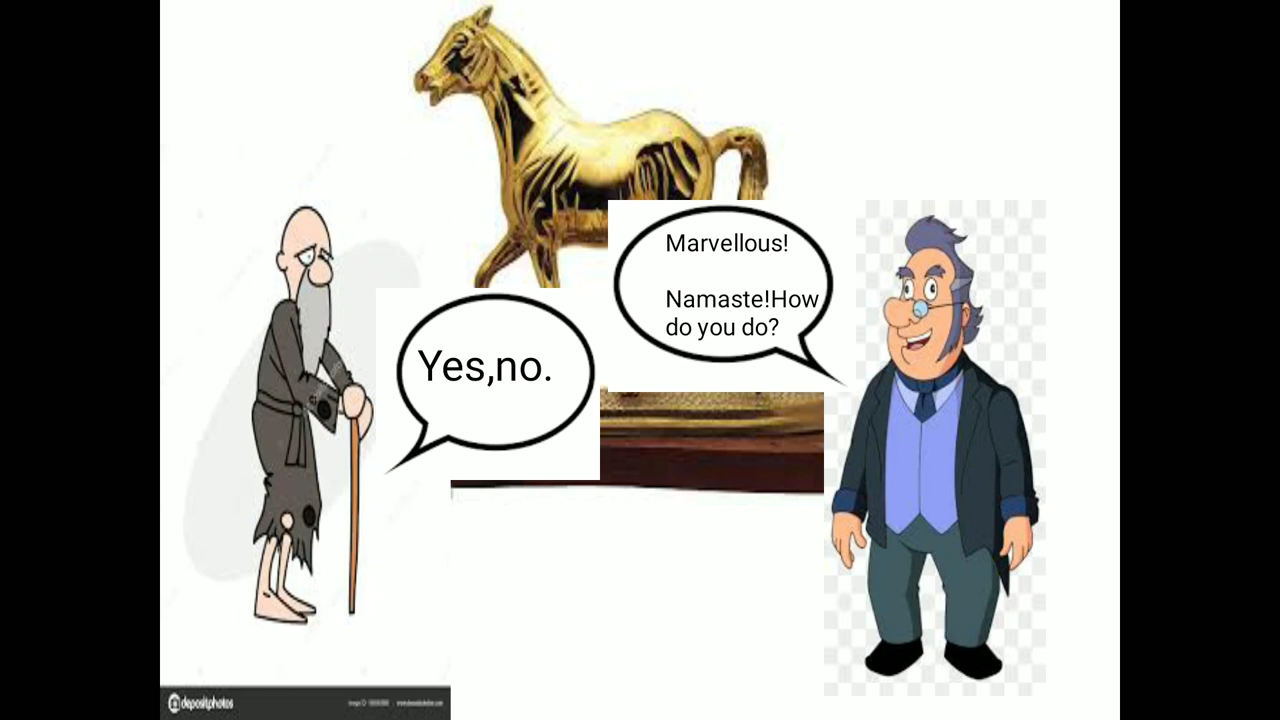 Marvellous!
Namaste!How
do you do?
Yes,no.
depositphotos